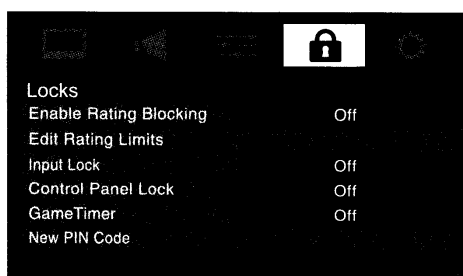 Locks
Enable Rating Blocking Off
Edit Rating Limits
Input Lock Off
Control Panel Lock Off
GameTimer Off
New PIN Code